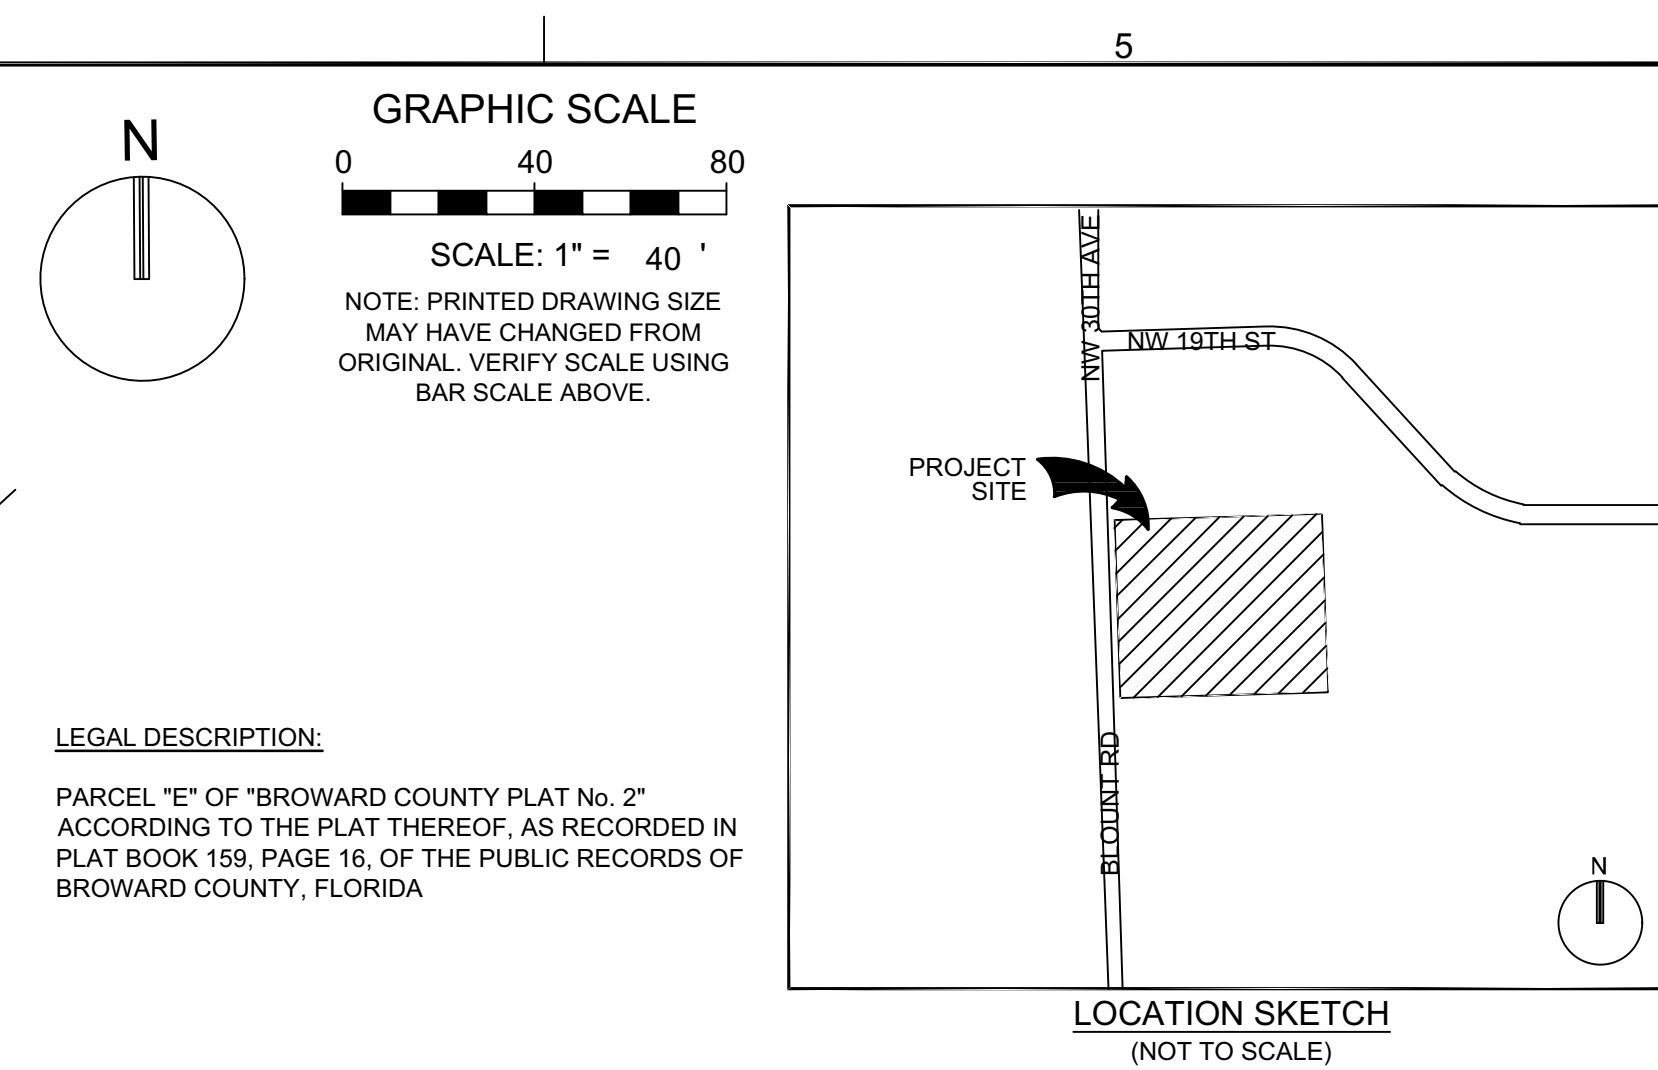 5
N
GRAPHIC SCALE
0 40 80
SCALE: 1" = 40 '
NOTE: PRINTED DRAWING SIZE
MAY HAVE CHANGED FROM
ORIGINAL. VERIFY SCALE USING
BAR SCALE ABOVE.
LEGAL DESCRIPTION:
PARCEL "E" OF "BROWARD COUNTY PLAT No. 2"
ACCORDING TO THE PLAT THEREOF, AS RECORDED IN
PLAT BOOK 159, PAGE 16, OF THE PUBLIC RECORDS OF
BROWARD COUNTY, FLORIDA
NW 30TH AVE
NW 19TH ST
PROJECT
SITE
BLOUNT RD
N
LOCATION SKETCH
(NOT TO SCALE)